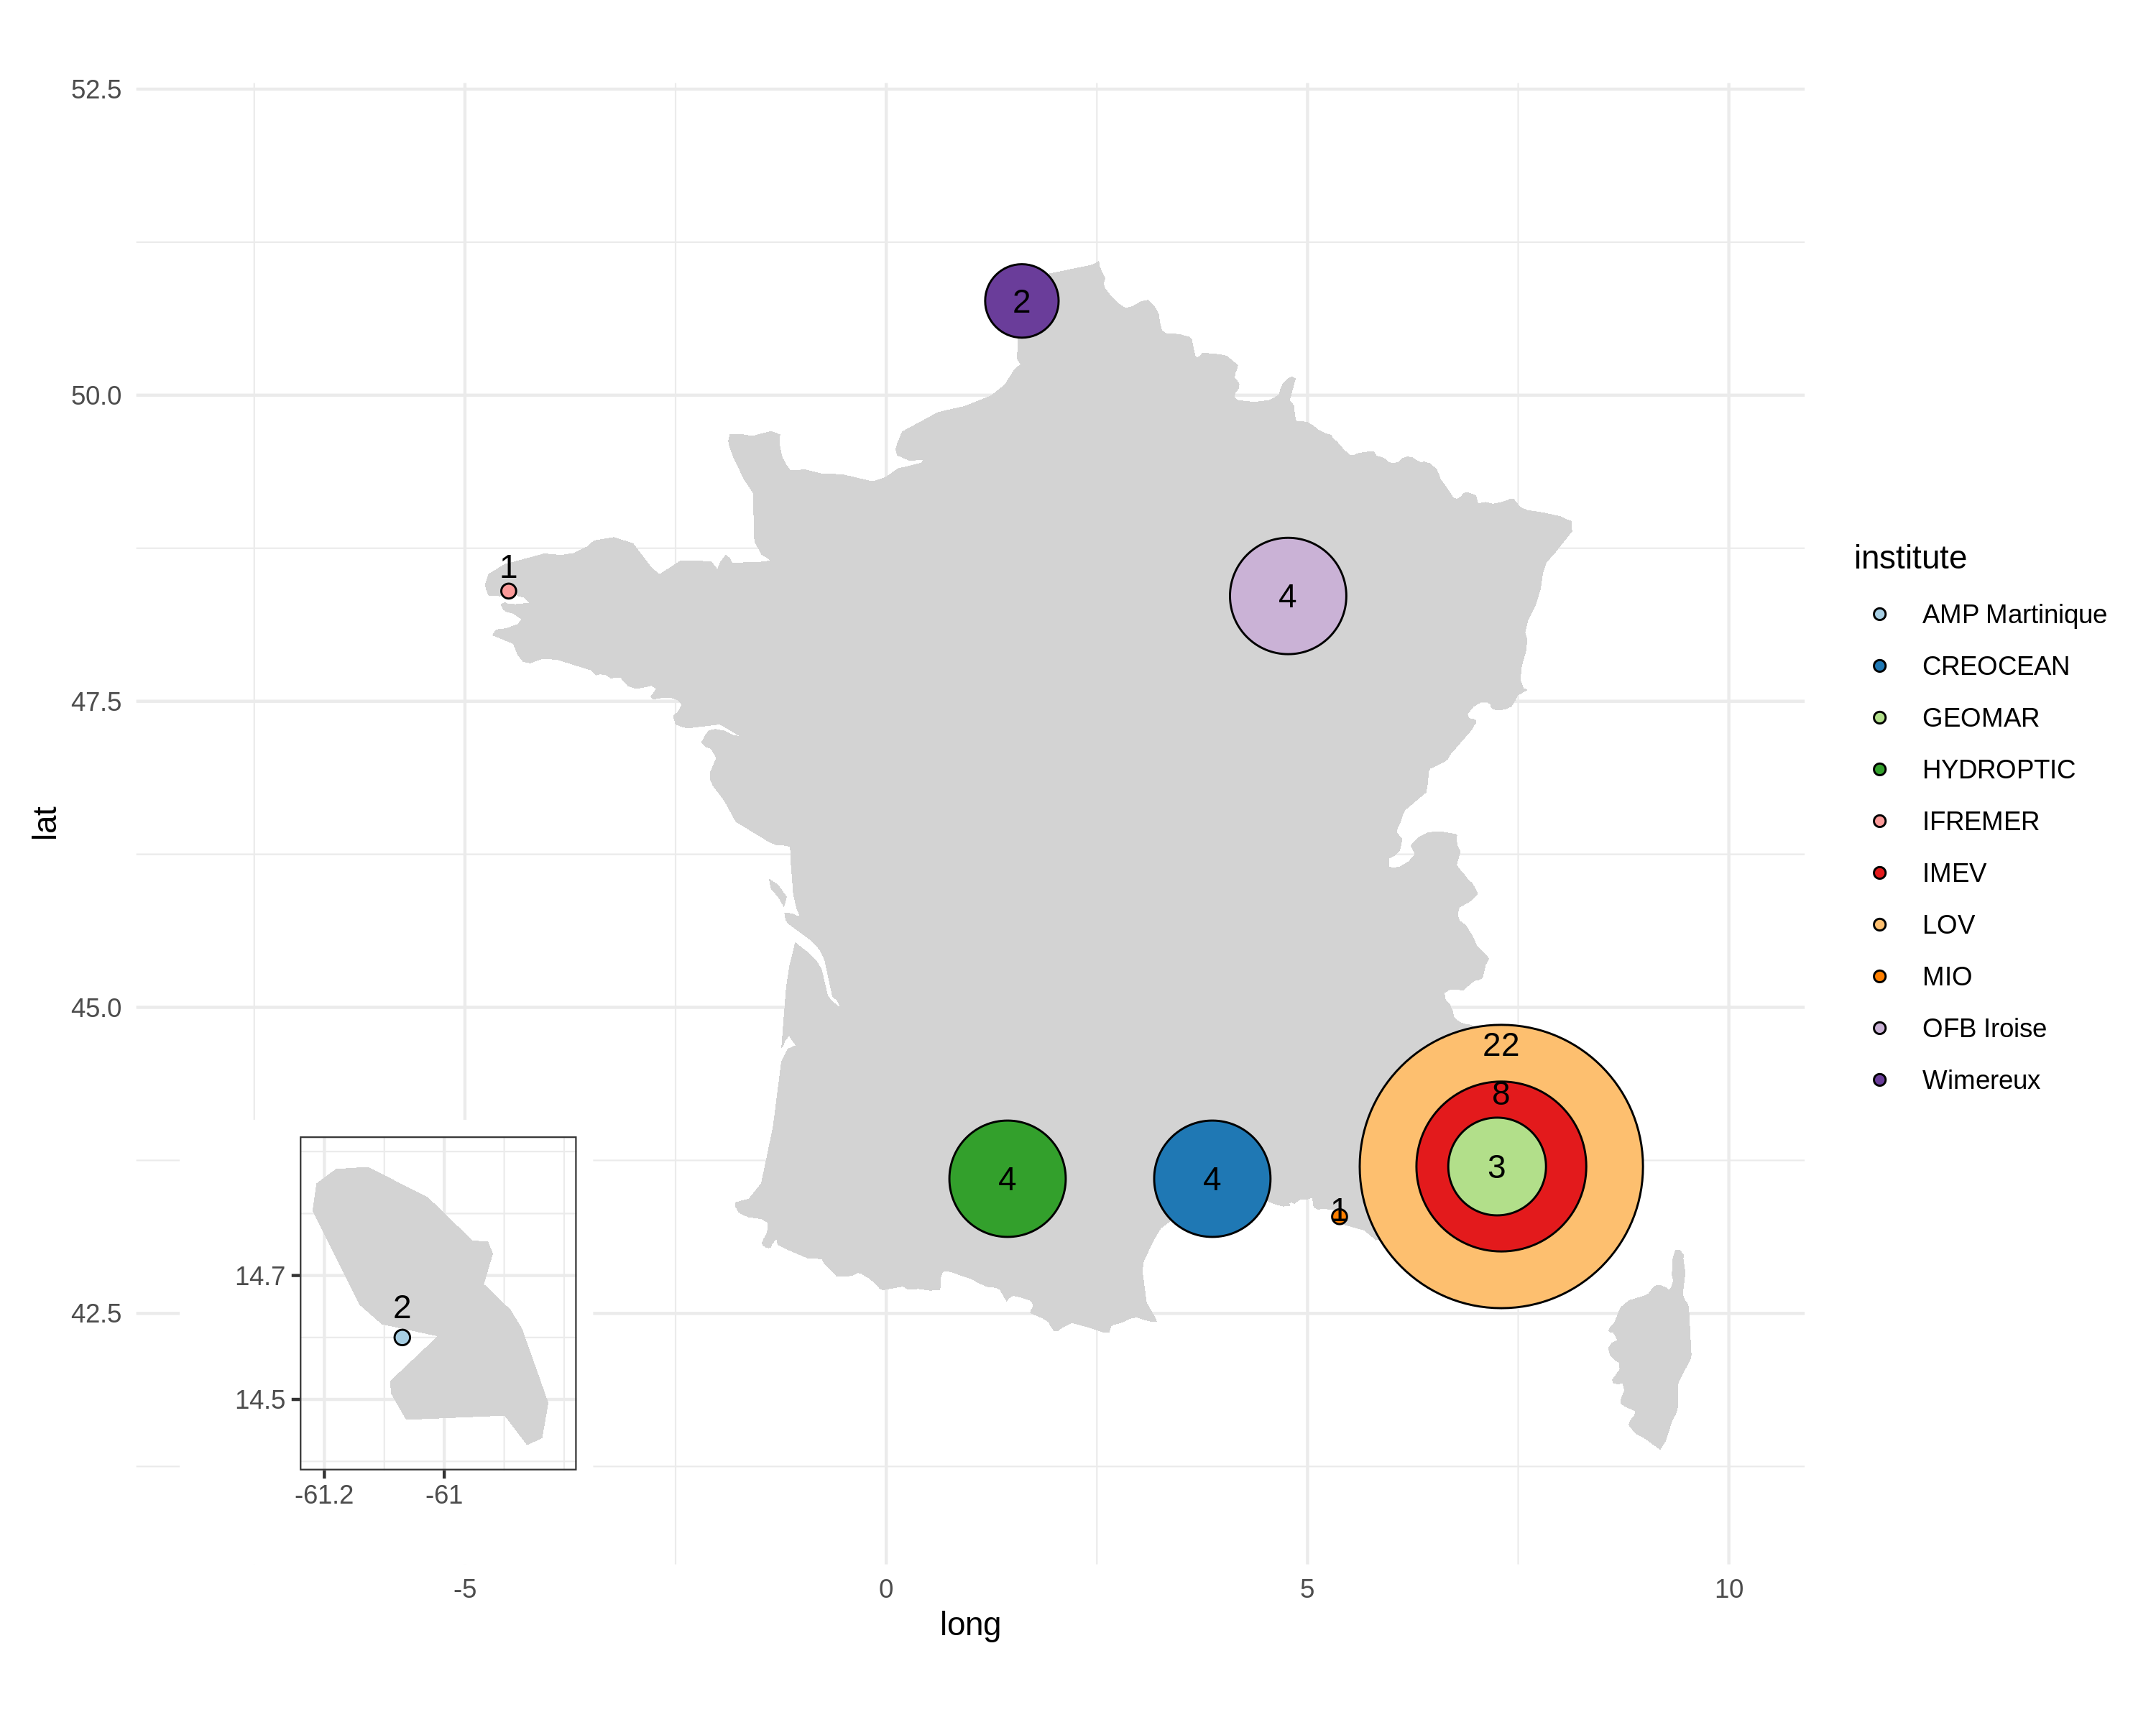 52.5
50.0
47.5
45.0
42.5
lat
2
1
4
22
8
3
4
4
1
14.7
14.5
2
-61.2
-61
-5
0
5
10
long
institute
AMP Martinique
CREOCEAN
GEOMAR
HYDROPTIC
IFREMER
IMEV
LOV
MIO
OFB Iroise
Wimereux